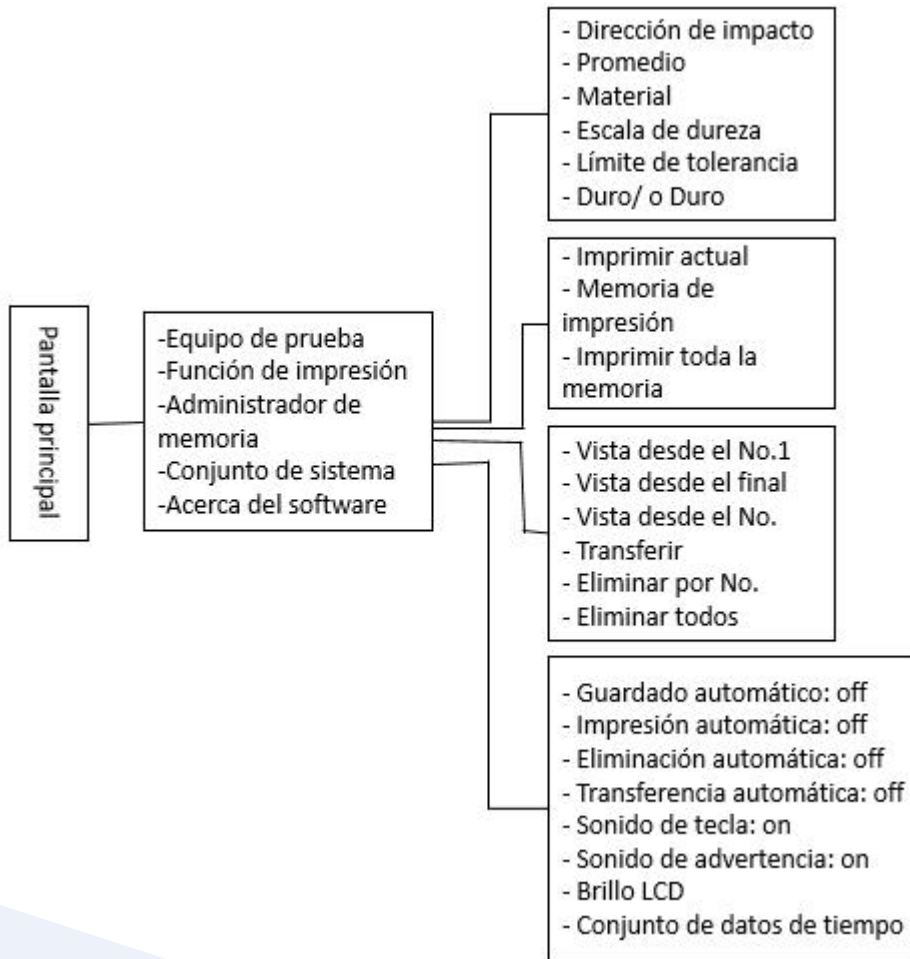 Pantalla principal
-Equipo de prueba
-Función de impresión
-Administrador de
memoria
-Conjunto de sistema
-Acerca del software
- Dirección de impacto
- Promedio
- Material
- Escala de dureza
- Límite de tolerancia
- Duro/ o Duro
- Imprimir actual
- Memoria de
impresión
- Imprimir toda la
memoria
- Vista desde el No.1
- Vista desde el final
- Vista desde el No.
- Transferir
- Eliminar por No.
- Eliminar todos
- Guardado automático: off
- Impresión automática: off
- Eliminación automática: off
- Transferencia automática: off
- Sonido de tecla: on
- Sonido de advertencia: on
- Brillo LCD
- Conjunto de datos de tiempo